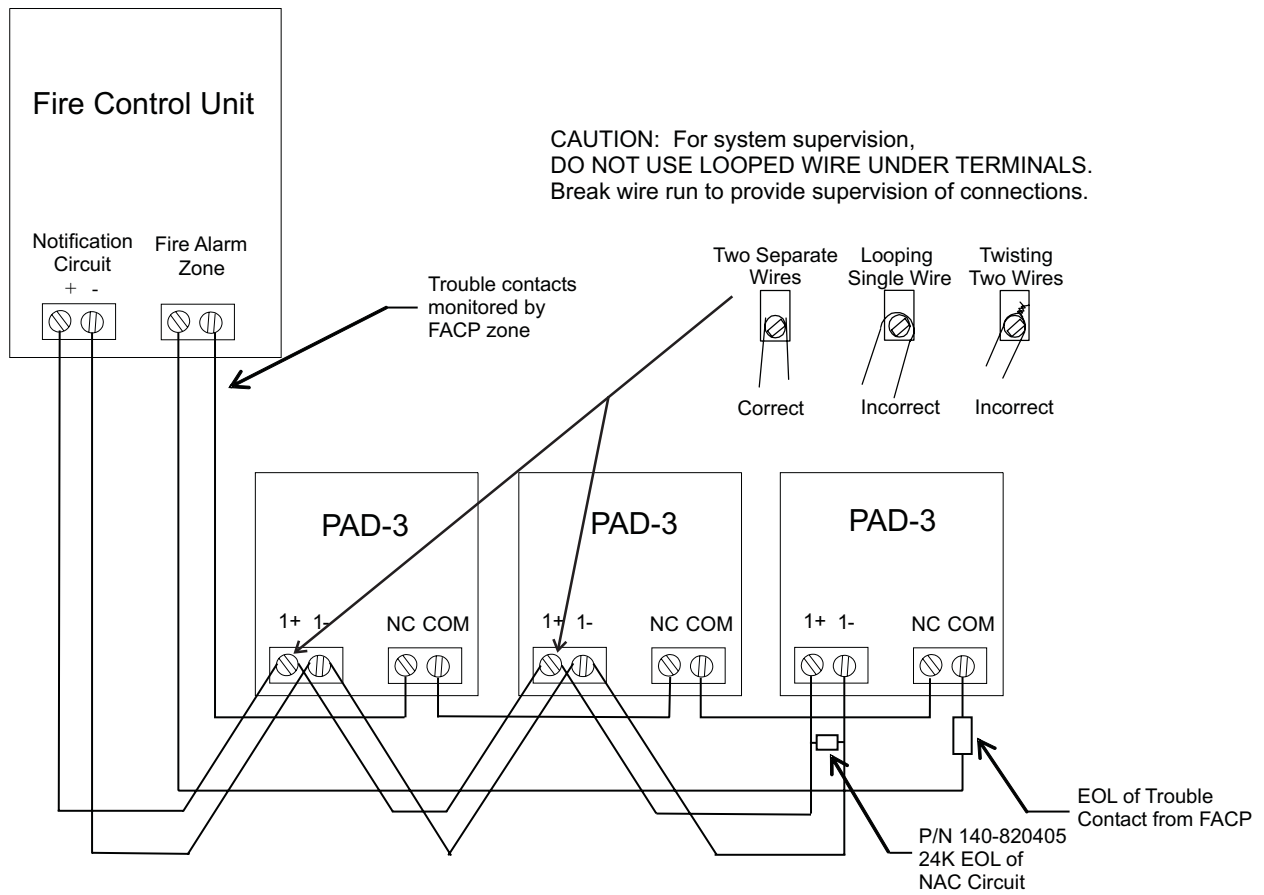 Fire Control Unit
CAUTION: For system supervision,
DO NOT USE LOOPED WIRE UNDER TERMINALS.
Break wire run to provide supervision of connections.
Notification
Circuit
+ -
Fire Alarm
Zone
Trouble contacts
monitored by
FACP zone
Two Separate
Wires
Looping
Single Wire
Twisting
Two Wires
Correct
Incorrect
Incorrect
PAD-3
PAD-3
PAD-3
1+ 1-
NC COM
1+ 1-
NC COM
1+ 1-
NC COM
EOL of Trouble
Contact from FACP
P/N 140-820405
24K EOL of
NAC Circuit